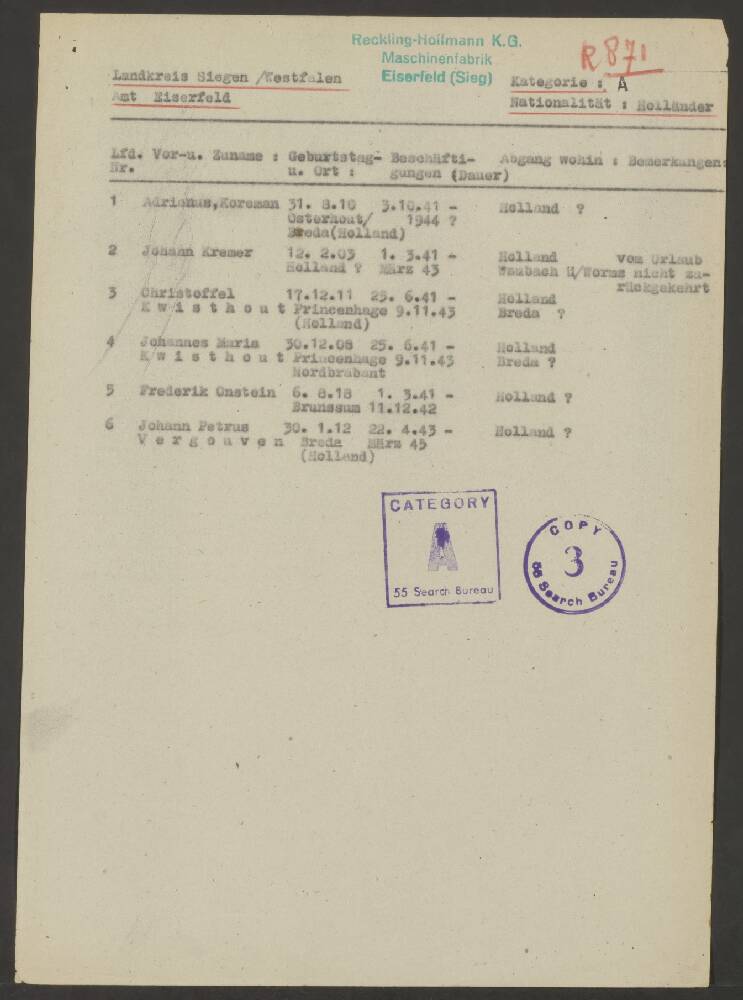 Reckling-Hoilmann K.G.
Maschinenfabrik
Eiserfeld (Sieg)
R 871
Landkreis Siegen /Westfalen
Amt Eiserfeld
Kategorie : A
Nationalität : Holländer
Lfd. Vor-u. Zuname : Geburtstag- Beschäfti- Abgang wohin : Bemerkungen:
Nr. u. Ort : gungen (Dauer)
1 Adrianus,Koreman 31. 8.10 3.10.41 - Holland ?
Osterhout/ 1944 ?
Breda(Holland)
2 Johann Kremer 12. 2.03 1. 3.41 - Holland vom Urlaub
Holland ? März 43 Waubach Ü/Worms nicht zu-
rückgekehrt
3 Christoffel 17.12.11 25. 6.41 - Holland
K w i s t h o u t Princenhage 9.11.43 Breda ?
(Holland)
4 Johannes Maria 30.12.08 25. 6.41 - Holland
K w i s t h o u t Princenhage 9.11.43 Breda ?
Nordbrabant
5 Frederik Onstein 6. 8.18 1. 3.41 - Holland ?
Brunssum 11.12.42
6 Johann Petrus 30. 1.12 22. 4.43 - Holland ?
V e r g o u v e n Breda März 45
(Holland)
CATEGORY
A
55 Search Bureau
COPY
3
55 Search Bureau